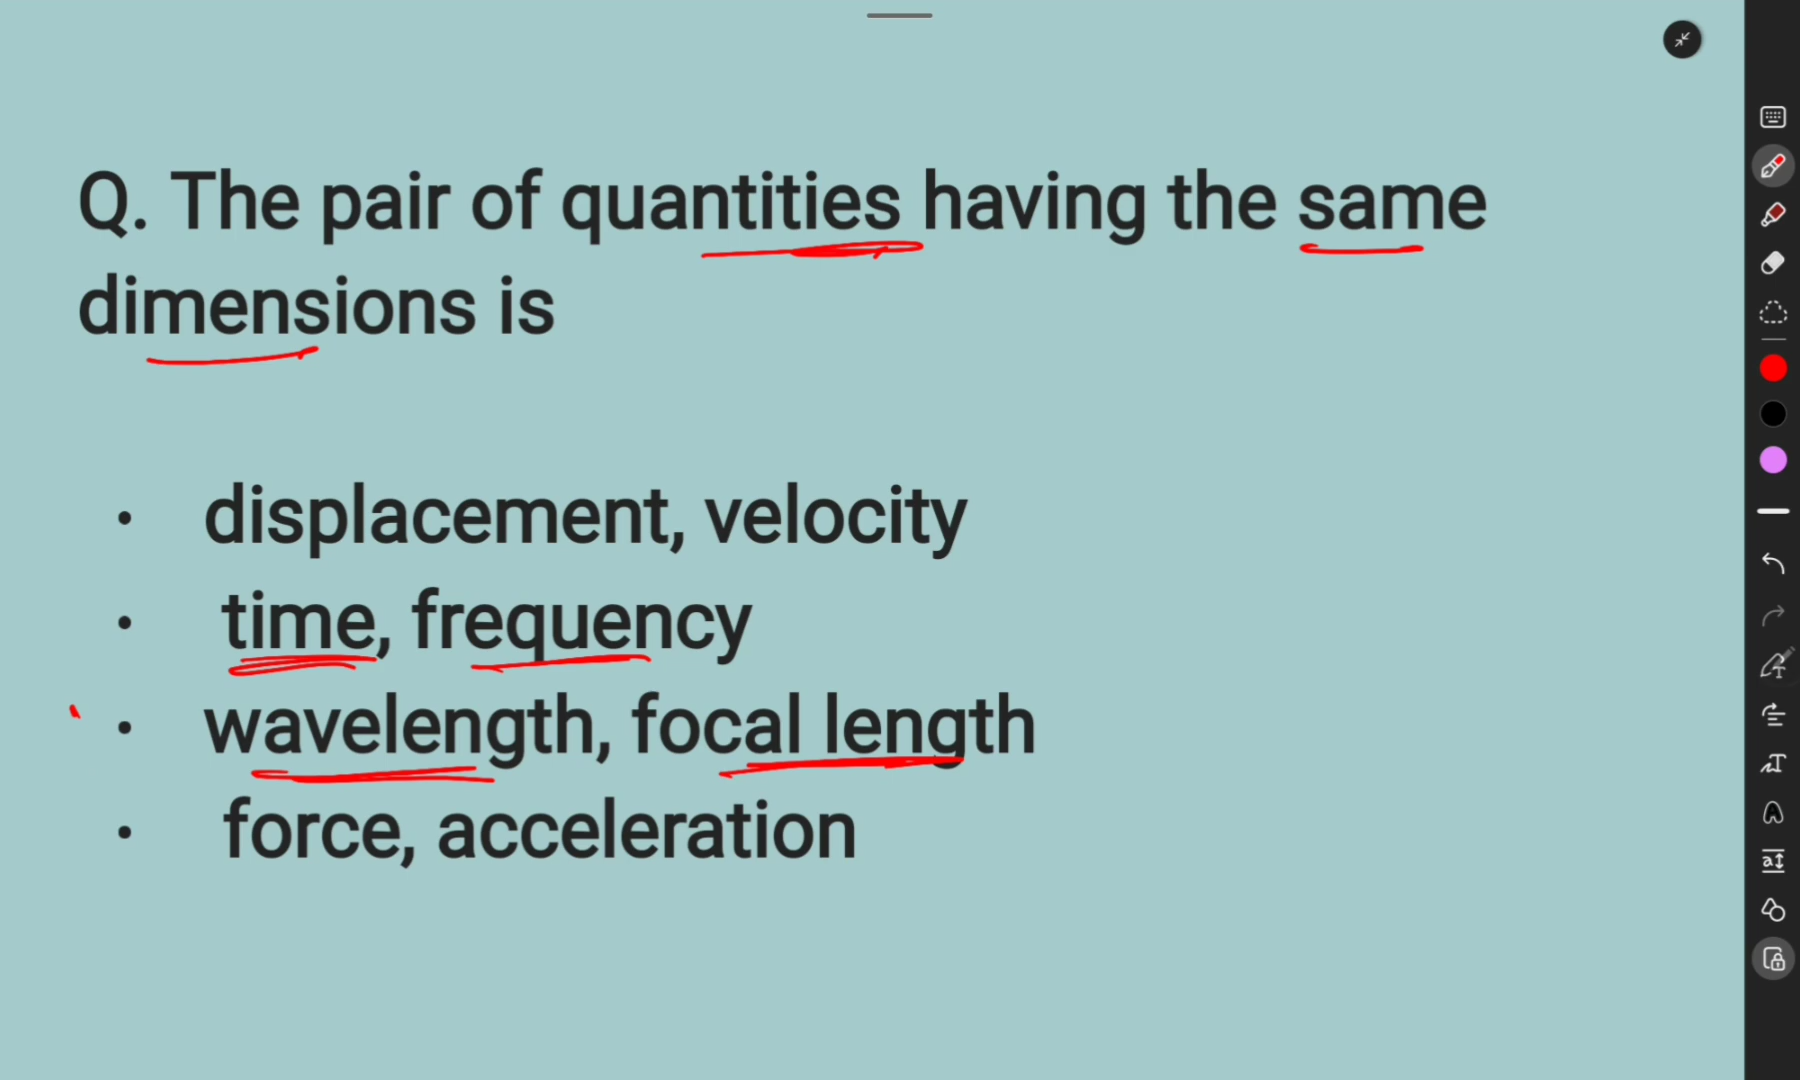 Q. The pair of quantities having the same
dimensions is
• displacement, velocity
• time, frequency
• wavelength, focal length
• force, acceleration